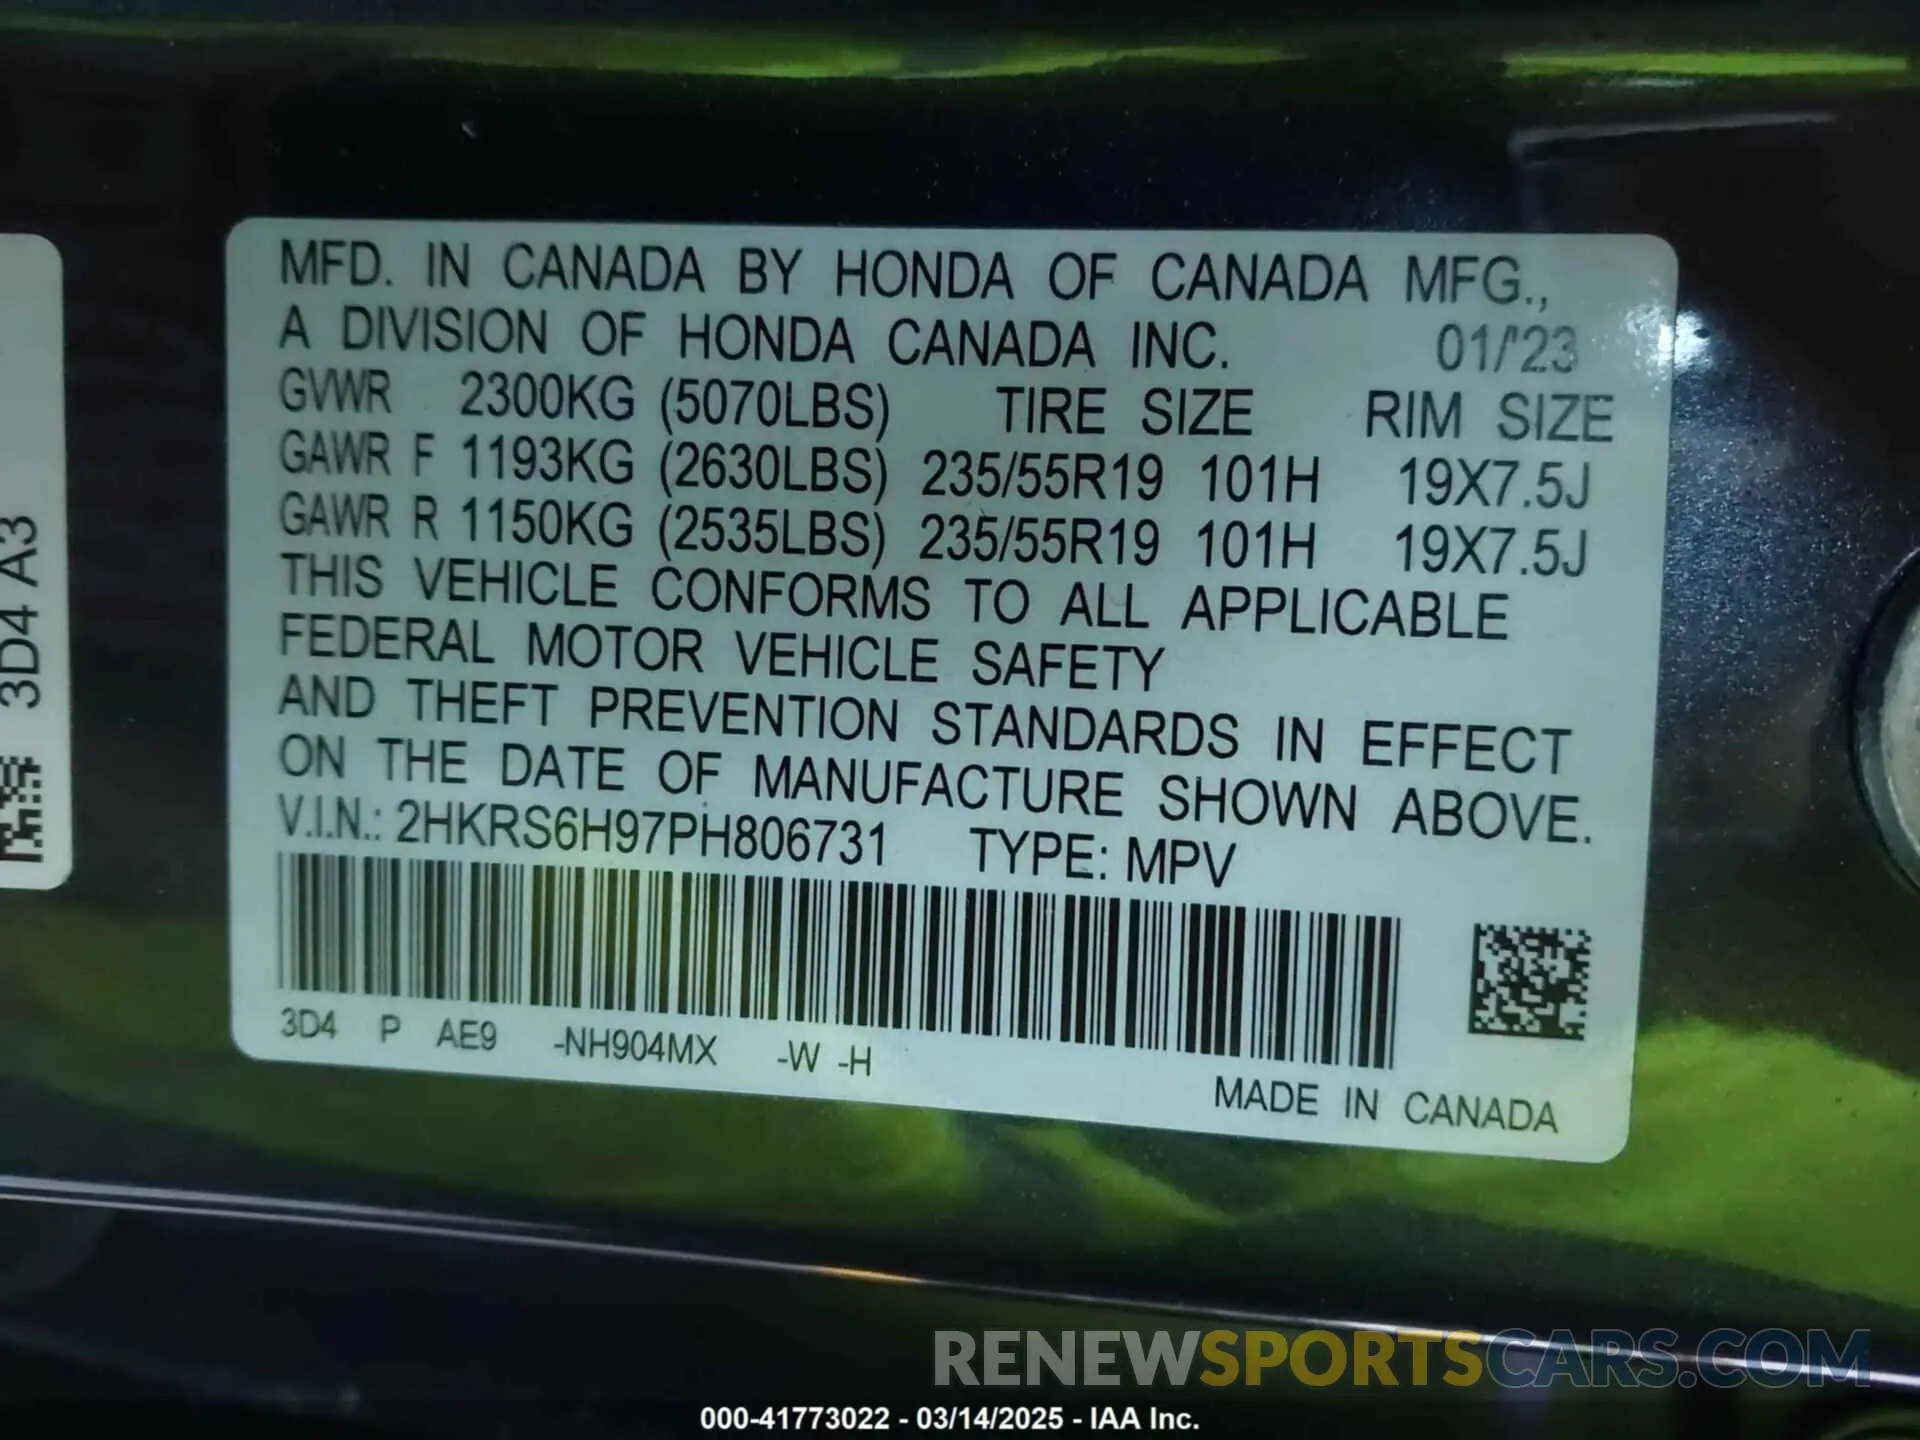 MFD. IN CANADA BY HONDA OF CANADA MFG.,
A DIVISION OF HONDA CANADA INC. 01/'23
GVWR 2300KG (5070LBS) TIRE SIZE RIM SIZE
GAWR F 1193KG (2630LBS) 235/55R19 101H 19X7.5J
GAWR R 1150KG (2535LBS) 235/55R19 101H 19X7.5J
THIS VEHICLE CONFORMS TO ALL APPLICABLE
FEDERAL MOTOR VEHICLE SAFETY
AND THEFT PREVENTION STANDARDS IN EFFECT
ON THE DATE OF MANUFACTURE SHOWN ABOVE.
V.I.N.: 2HKRS6H97PH806731 TYPE: MPV
3D4 P AE9 -NH904MX -W -H
MADE IN CANADA
3D4 A3
RENEWSPORTSCARS.COM
000-41773022 - 03/14/2025 - IAA Inc.